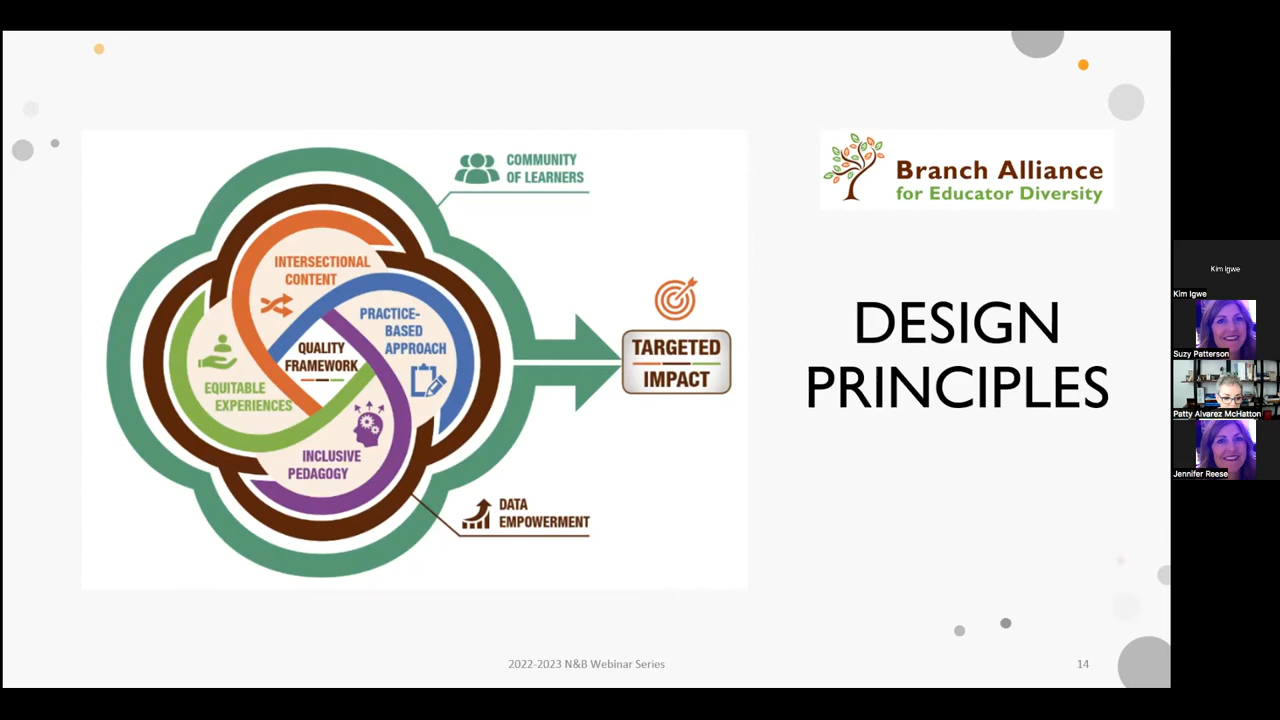 COMMUNITY
OF LEARNERS
INTERSECTIONAL
CONTENT
PRACTICE-
BASED
APPROACH
QUALITY
FRAMEWORK
EQUITABLE
EXPERIENCES
INCLUSIVE
PEDAGOGY
DATA
EMPOWERMENT
TARGETED
IMPACT
Branch Alliance
for Educator Diversity
DESIGN
PRINCIPLES
2022-2023 N&B Webinar Series
14
Kim Igwe
Kim Igwe
Suzy Patterson
Patty Alvarez McHatton
Jennifer Reese